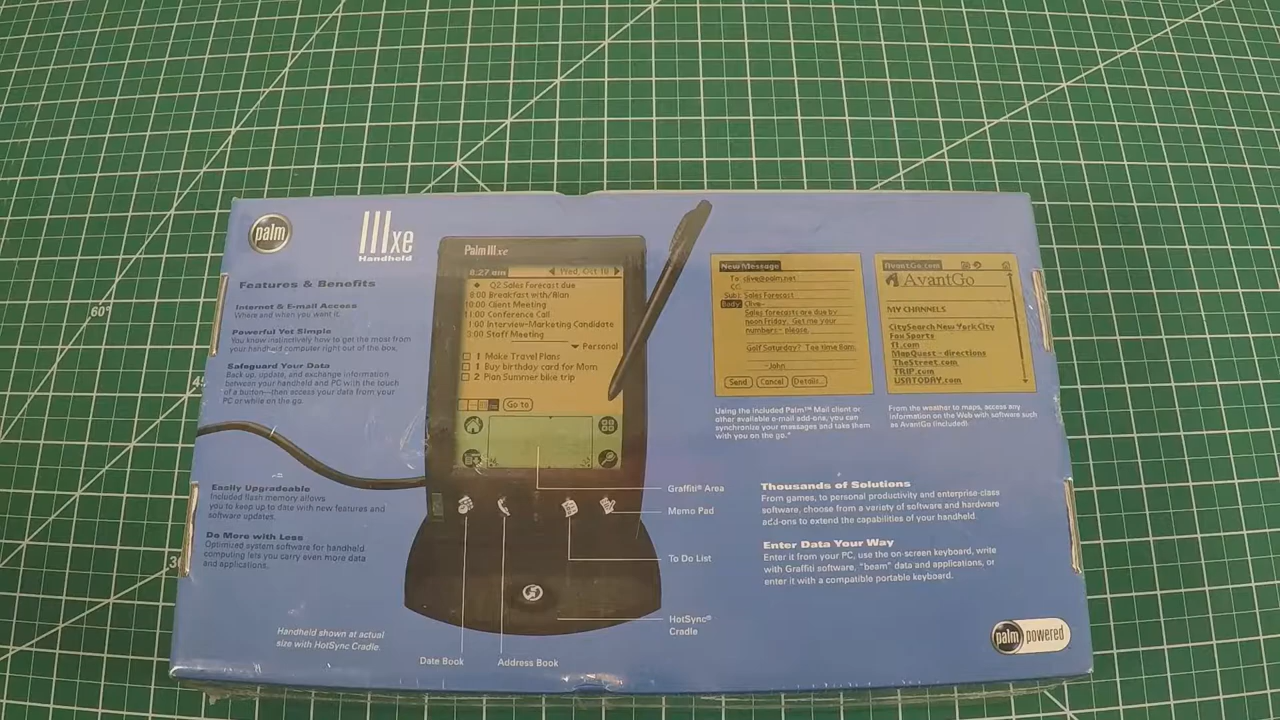 60°
palm
IIIxe
Handheld
Features & Benefits
Internet & E-mail Access
Where and when you want it.
Powerful Yet Simple
You know instinctively how to get the most from
your handheld computer right out of the box.
Safeguard Your Data
Back up, update, and exchange information
between your handheld and PC with the touch
of a button—then access your data from your
PC or while on the go.
Easily Upgradeable
Included flash memory allows
you to keep up to date with new features and
software updates.
Do More with Less
Optimized system software for handheld
computing lets you carry even more data
and applications.
Handheld shown at actual
size with HotSync Cradle.
Palm IIIxe
8:27 am
Wed, Oct 18
Q2 Sales Forecast due
8:00 Breakfast with/Alan
10:00 Client Meeting
11:00 Conference Call
1:00 Interview-Marketing Candidate
3:00 Staff Meeting
Personal
1 Make Travel Plans
1 Buy birthday card for Mom
2 Plan Summer bike trip
Go to
Graffiti® Area
Memo Pad
To Do List
HotSync®
Cradle
Date Book
Address Book
New Message
To: clive@palm.net
CC:
Subj: Sales Forecast
Body: Clive-
Sales forecasts are due by
noon Friday. Get me your
numbers- please.
Golf Saturday? Tee time 8am.
-John
Send Cancel Details...
Using the included Palm™ Mail client or
other available e-mail add-ons, you can
synchronize your messages and take them
with you on the go.*
AvantGo.com
AvantGo
MY CHANNELS
CitySearch New York City
Fox Sports
f1.com
MapQuest - directions
TheStreet.com
TRIP.com
USATODAY.com
From the weather to maps, access any
information on the Web with software such
as AvantGo (included).
Thousands of Solutions
From games, to personal productivity and enterprise-class
software, choose from a variety of software and hardware
add-ons to extend the capabilities of your handheld.
Enter Data Your Way
Enter it from your PC, use the on-screen keyboard, write
with Graffiti software, "beam" data and applications, or
enter it with a compatible portable keyboard.
palm powered